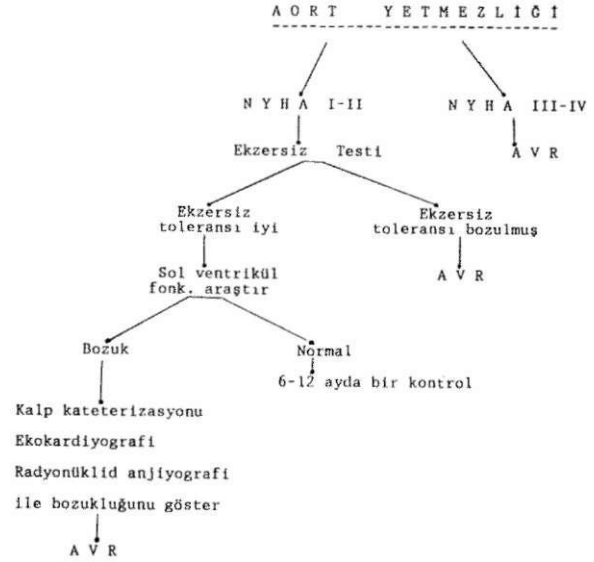 AORT YETMEZLİĞİ
NYHA I-II
NYHA III-IV
Ekzersiz Testi
AVR
Ekzersiz
toleransı iyi
Ekzersiz
toleransı bozulmuş
Sol ventrikül
fonk. araştır
AVR
Bozuk
Normal
6-12 ayda bir kontrol
Kalp kateterizasyonu
Ekokardiyografi
Radyonüklid anjiyografi
ile bozukluğunu göster
AVR